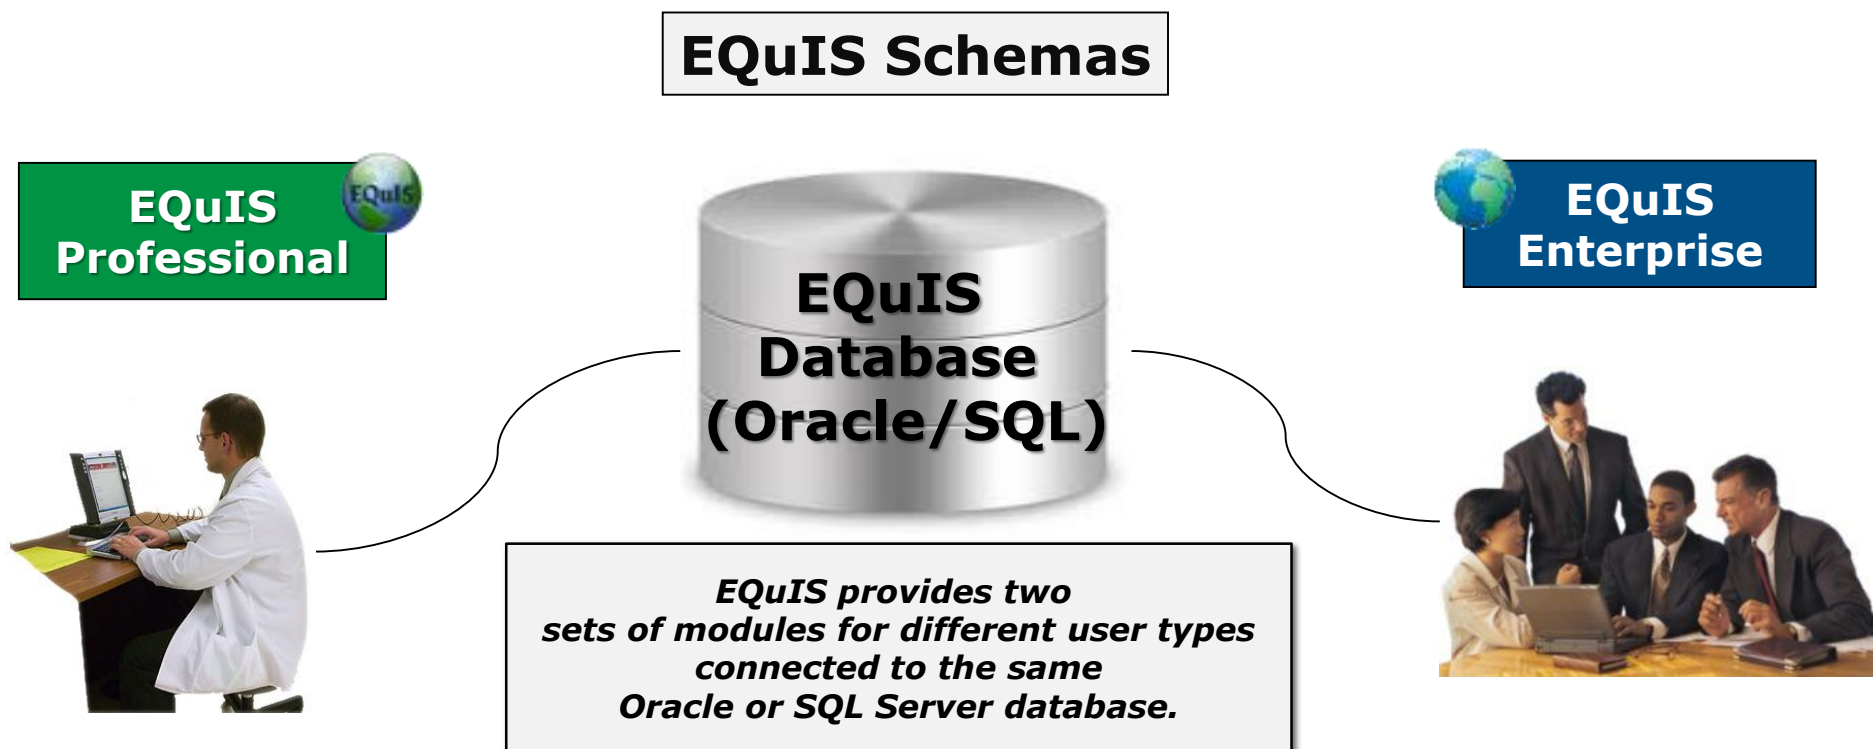 EQuIS Schemas
EQuIS
Professional
EQuIS
EQuIS
Database
(Oracle/SQL)
EQuIS
Enterprise
EQuIS provides two
sets of modules for different user types
connected to the same
Oracle or SQL Server database.